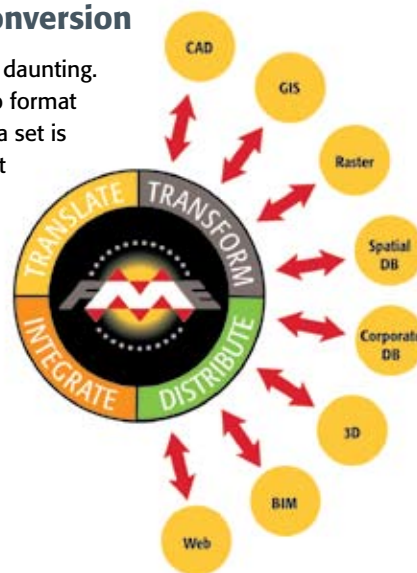 onversion
daunting.
o format
a set is
t
CAD
GIS
Raster
Spatial
DB
Corporate
DB
3D
BIM
Web
TRANSLATE
TRANSFORM
INTEGRATE
DISTRIBUTE
FME